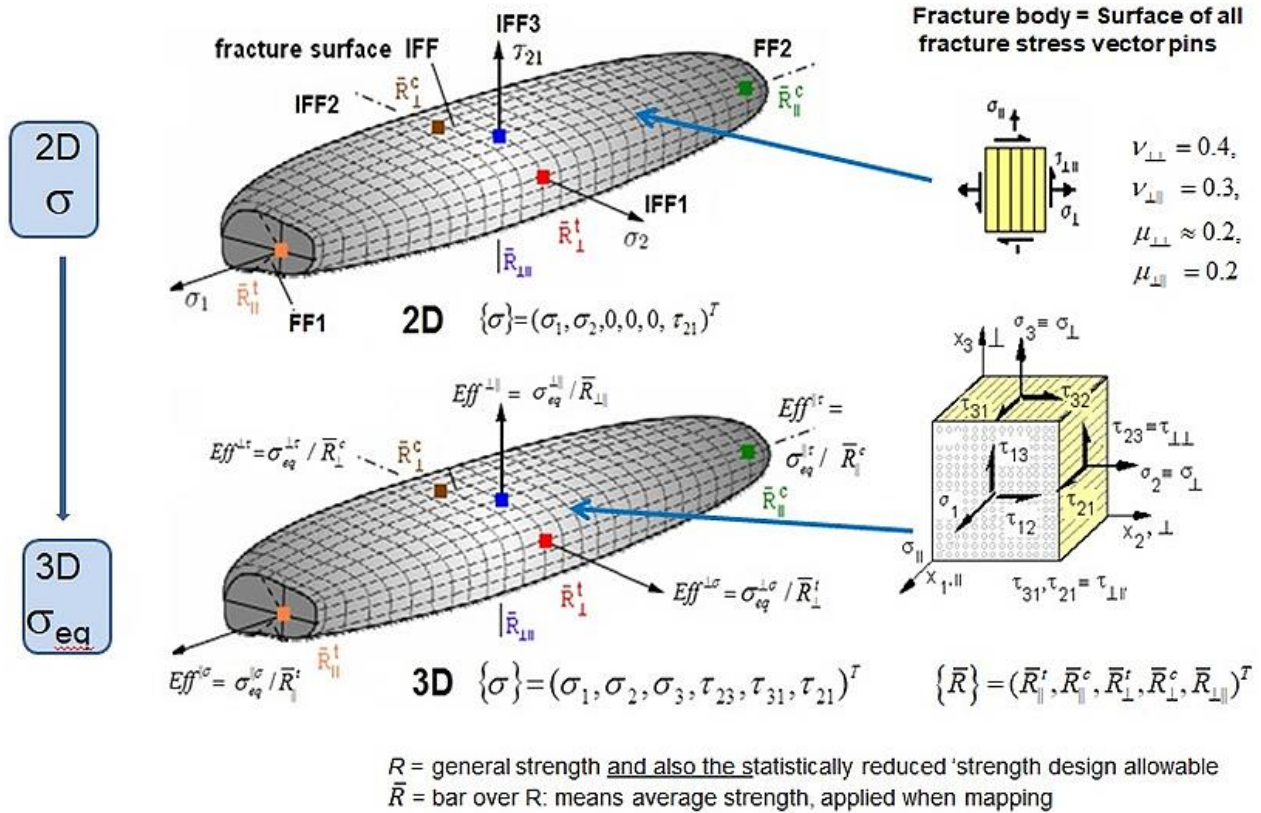 Fracture body = Surface of all
fracture stress vector pins
2D
σ
fracture surface IFF
IFF3
τ₂₁
FF2
IFF2
R̄⊥ᶜ
R̄∥ᶜ
IFF1
σ₂
R̄⊥ᵗ
R̄⊥∥
σ₁
R̄∥ᵗ
FF1
2D {σ}=(σ₁,σ₂,0,0,0,τ₂₁)ᵀ
σ∥
τ⊥∥
σ⊥
ν⊥⊥ = 0.4,
ν⊥∥ = 0.3,
μ⊥⊥ ≈ 0.2,
μ⊥∥ = 0.2
3D
σeq
Eff⊥∥ = σeq⊥∥ / R̄⊥∥
Eff∥τ =
σeq∥τ / R̄∥ᶜ
Eff⊥τ = σeq⊥τ / R̄⊥ᶜ
R̄⊥ᶜ
R̄∥ᶜ
R̄⊥ᵗ
Eff⊥σ = σeq⊥σ / R̄⊥ᵗ
R̄⊥∥
R̄∥ᵗ
Eff∥σ = σeq∥σ / R̄∥ᵗ
3D {σ}=(σ₁,σ₂,σ₃,τ₂₃,τ₃₁,τ₂₁)ᵀ
x₃ ⊥
σ₃≡ σ⊥
τ₃₁
τ₃₂
τ₂₃≡τ⊥⊥
τ₁₃
σ₂≡ σ⊥
σ₁
τ₁₂
τ₂₁
x₂, ⊥
σ∥
x₁,∥
τ₃₁,τ₂₁= τ⊥∥
{R̄}=(R̄∥ᵗ,R̄∥ᶜ,R̄⊥ᵗ,R̄⊥ᶜ,R̄⊥∥)ᵀ
R = general strength and also the statistically reduced 'strength design allowable
R̄ = bar over R: means average strength, applied when mapping